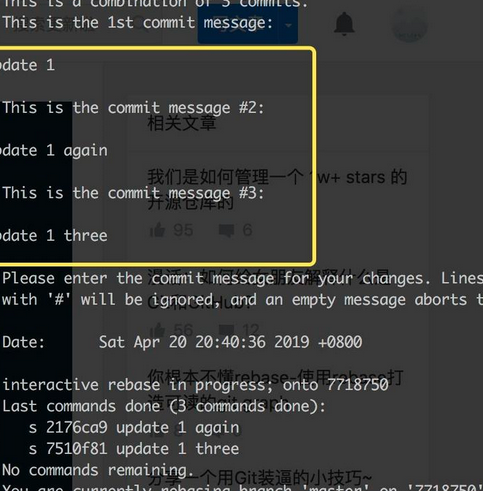 This is a combination of 3 commits.
This is the 1st commit message:
pdate 1
This is the commit message #2:
相关文章
pdate 1 again
我们是如何管理一个 w+ stars 的
This is the commit message #3:
开源仓库的
95 6
pdate 1 three
Please enter the commit message for your changes. Lines
with '#' will be ignored, and an empty message aborts t
Date: Sat Apr 20 20:40:36 2019 +0800
56 12
interactive rebase in progress; onto 7718750
你根本不懂rebase-使用rebase打
Last commands done (3 commands done):
s 2176ca9 update 1 again
s 7510f81 update 1 three
No commands remaining.
分享一个用Git装逼的小技巧~
You are currently rebasing branch 'master' on '7718750'